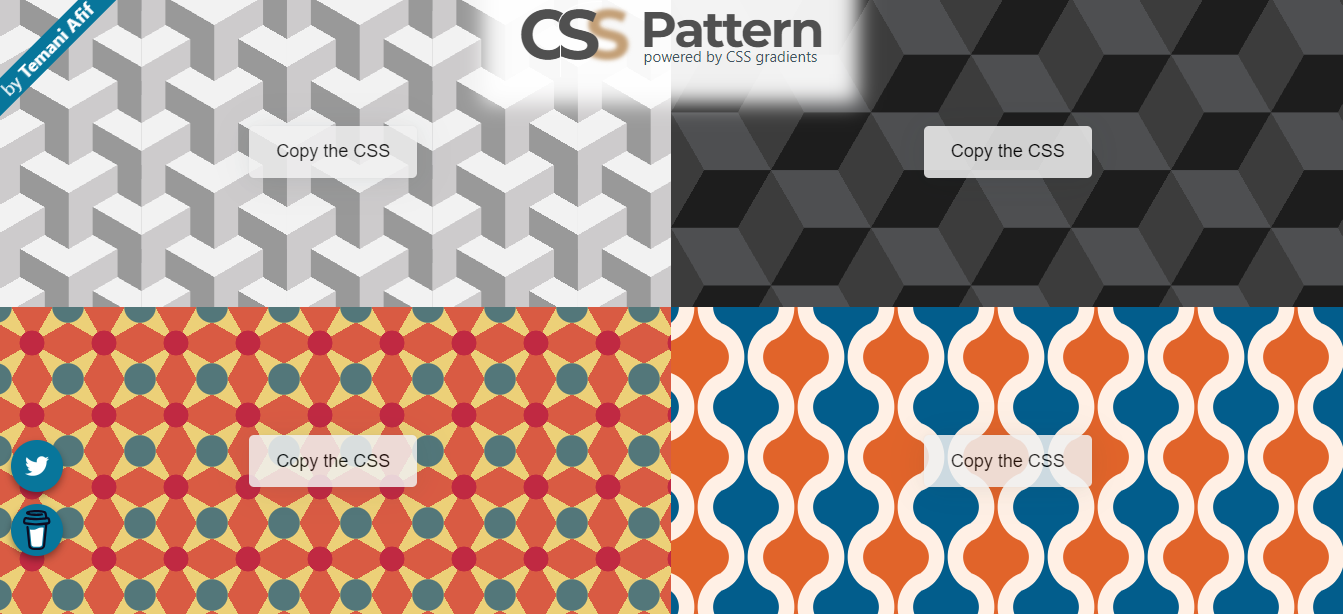 by Temani Afif
CSS Pattern
powered by CSS gradients
Copy the CSS
Copy the CSS
Copy the CSS
Copy the CSS